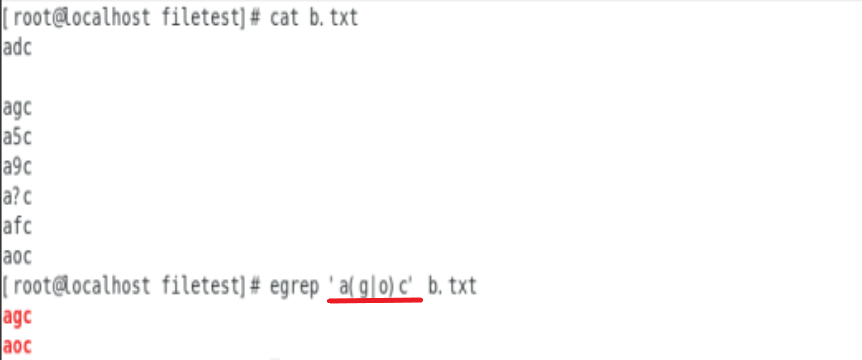 [root@localhost filetest]# cat b.txt
adc
agc
a5c
a9c
a?c
afc
aoc
[root@localhost filetest]# egrep 'a(g|o)c' b.txt
agc
aoc